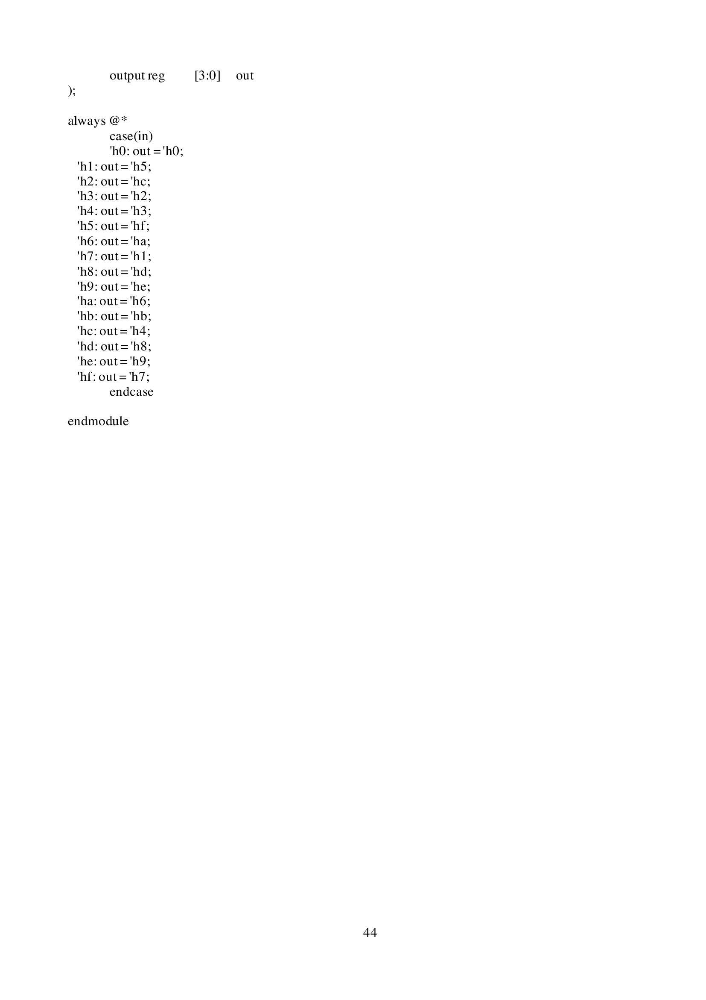 output reg [3:0] out
);
always @*
case(in)
'h0: out = 'h0;
'h1: out = 'h5;
'h2: out = 'hc;
'h3: out = 'h2;
'h4: out = 'h3;
'h5: out = 'hf;
'h6: out = 'ha;
'h7: out = 'h1;
'h8: out = 'hd;
'h9: out = 'he;
'ha: out = 'h6;
'hb: out = 'hb;
'hc: out = 'h4;
'hd: out = 'h8;
'he: out = 'h9;
'hf: out = 'h7;
endcase
endmodule
44